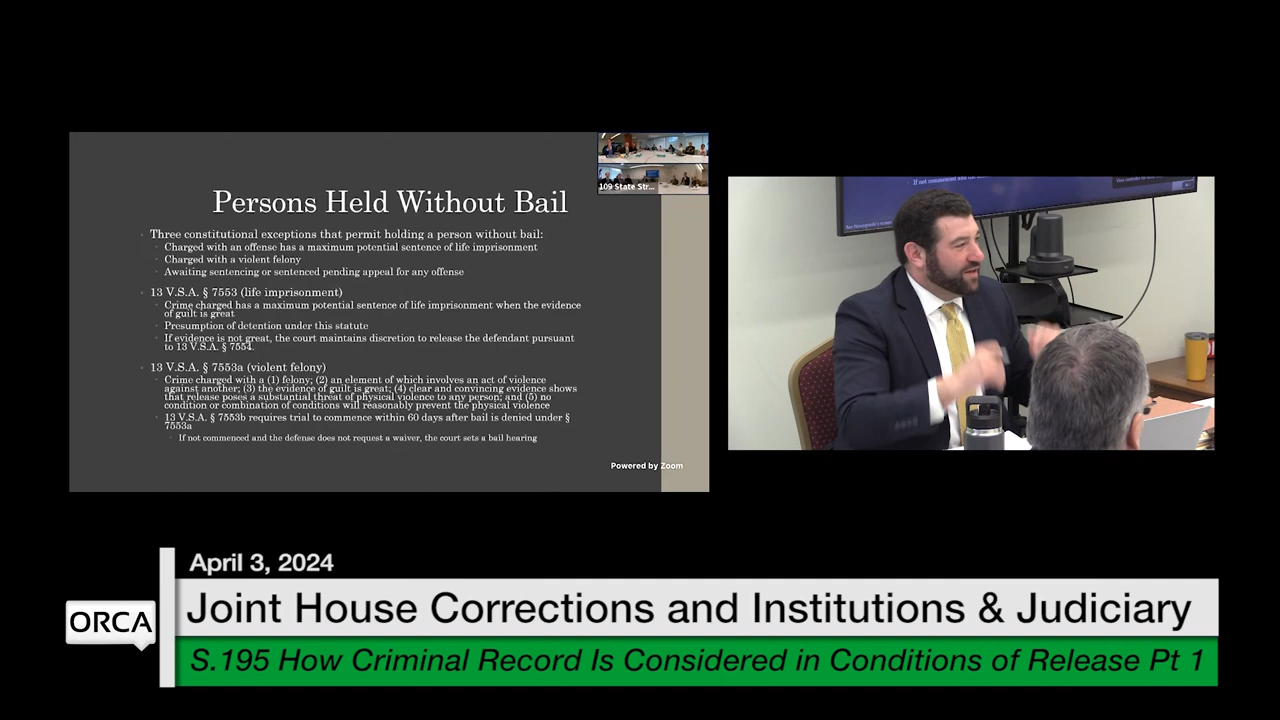 109 State Str...
Persons Held Without Bail
Three constitutional exceptions that permit holding a person without bail:
Charged with an offense has a maximum potential sentence of life imprisonment
Charged with a violent felony
Awaiting sentencing or sentenced pending appeal for any offense
13 V.S.A. § 7553 (life imprisonment)
Crime charged has a maximum potential sentence of life imprisonment when the evidence
of guilt is great
Presumption of detention under this statute
If evidence is not great, the court maintains discretion to release the defendant pursuant
to 13 V.S.A. § 7554.
13 V.S.A. § 7553a (violent felony)
Crime charged with a (1) felony; (2) an element of which involves an act of violence
against another; (3) the evidence of guilt is great; (4) clear and convincing evidence shows
that release poses a substantial threat of physical violence to any person; and (5) no
condition or combination of conditions will reasonably prevent the physical violence
13 V.S.A. § 7553b requires trial to commence within 60 days after bail is denied under §
7553a
If not commenced and the defense does not request a waiver, the court sets a bail hearing
Powered by Zoom
April 3, 2024
ORCA
Joint House Corrections and Institutions & Judiciary
S.195 How Criminal Record Is Considered in Conditions of Release Pt 1